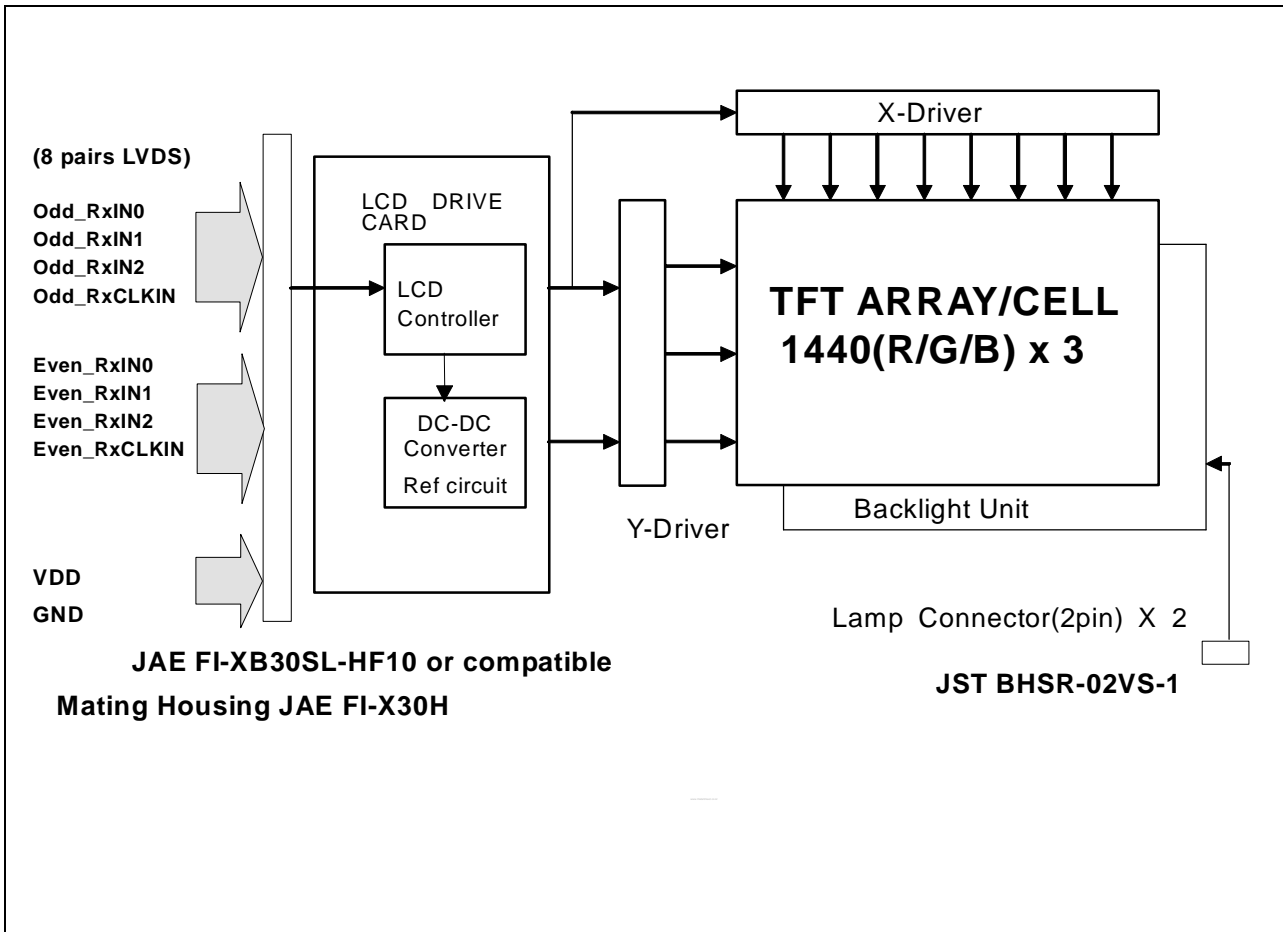 (8 pairs LVDS)
Odd_RxIN0
Odd_RxIN1
Odd_RxIN2
Odd_RxCLKIN
Even_RxIN0
Even_RxIN1
Even_RxIN2
Even_RxCLKIN
VDD
GND
LCD DRIVE
CARD
LCD
Controller
DC-DC
Converter
Ref circuit
X-Driver
Y-Driver
TFT ARRAY/CELL
1440(R/G/B) x 3
Backlight Unit
Lamp Connector(2pin) X 2
JST BHSR-02VS-1
JAE FI-XB30SL-HF10 or compatible
Mating Housing JAE FI-X30H